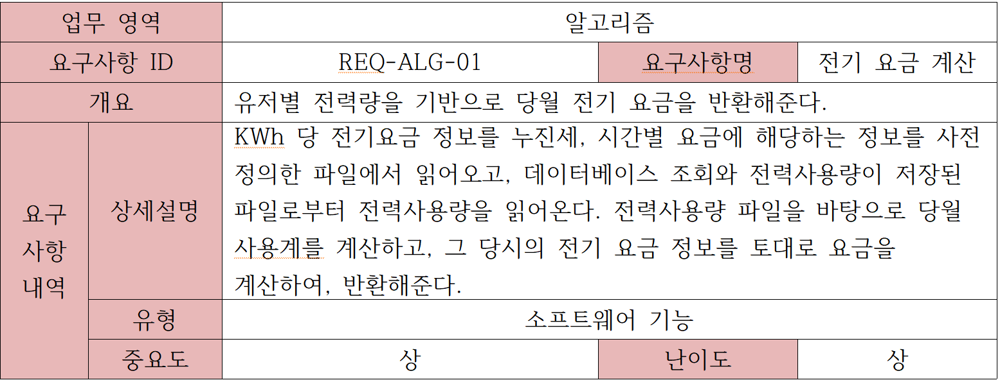 업무 영역 알고리즘
요구사항 ID REQ-ALG-01 요구사항명 전기 요금 계산
개요 유저별 전력량을 기반으로 당월 전기 요금을 반환해준다.
요구
사항
내역
상세설명
KWh 당 전기요금 정보를 누진세, 시간별 요금에 해당하는 정보를 사전
정의한 파일에서 읽어오고, 데이터베이스 조회와 전력사용량이 저장된
파일로부터 전력사용량을 읽어온다. 전력사용량 파일을 바탕으로 당월
사용계를 계산하고, 그 당시의 전기 요금 정보를 토대로 요금을
계산하여, 반환해준다.
유형 소프트웨어 기능
중요도 상 난이도 상